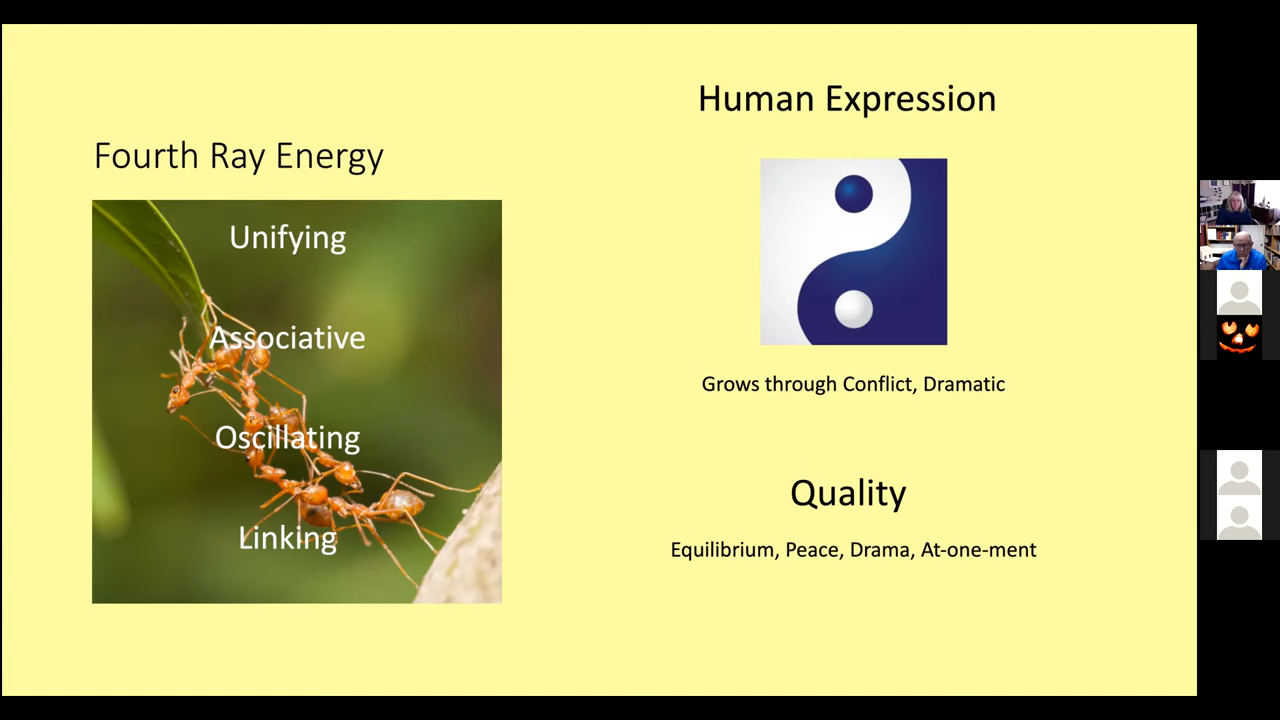 Fourth Ray Energy
Unifying
Associative
Oscillating
Linking
Human Expression
Grows through Conflict, Dramatic
Quality
Equilibrium, Peace, Drama, At-one-ment